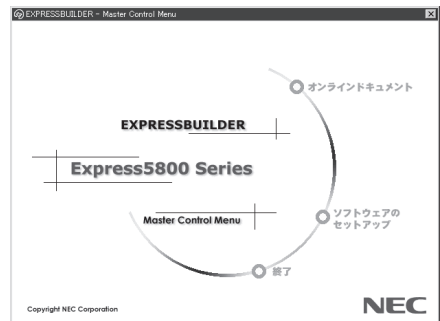 EXPRESSBUILDER - Master Control Menu
オンラインドキュメント
EXPRESSBUILDER
Express5800 Series
ソフトウェアの
セットアップ
Master Control Menu
終了
Copyright NEC Corporation
NEC